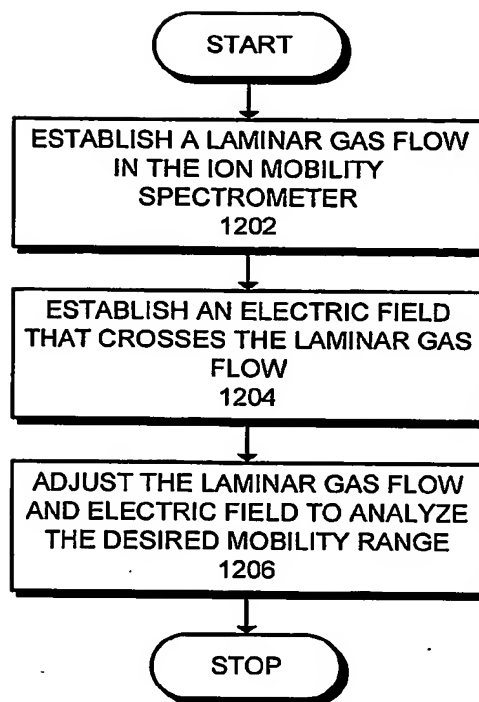 START
ESTABLISH A LAMINAR GAS FLOW
IN THE ION MOBILITY
SPECTROMETER
1202
ESTABLISH AN ELECTRIC FIELD
THAT CROSSES THE LAMINAR GAS
FLOW
1204
ADJUST THE LAMINAR GAS FLOW
AND ELECTRIC FIELD TO ANALYZE
THE DESIRED MOBILITY RANGE
1206
STOP